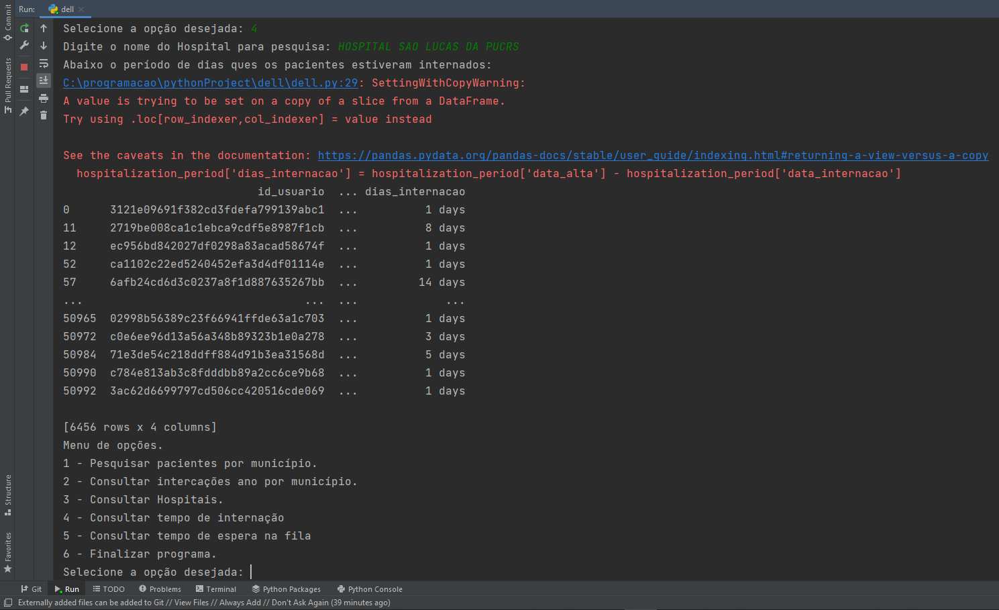 Run: dell
Commit
Pull Requests
Structure
Favorites
Selecione a opção desejada: 4
Digite o nome do Hospital para pesquisa: HOSPITAL SAO LUCAS DA PUCRS
Abaixo o período de dias ques os pacientes estiveram internados:
C:\programacao\pythonProject\dell\dell.py:29: SettingWithCopyWarning:
A value is trying to be set on a copy of a slice from a DataFrame.
Try using .loc[row_indexer,col_indexer] = value instead
See the caveats in the documentation: https://pandas.pydata.org/pandas-docs/stable/user_guide/indexing.html#returning-a-view-versus-a-copy
hospitalization_period['dias_internacao'] = hospitalization_period['data_alta'] - hospitalization_period['data_internacao']
id_usuario ... dias_internacao
0 3121e09691f382cd3fdefa799139abc1 ... 1 days
11 2719be008ca1c1ebca9cdf5e8987f1cb ... 8 days
12 ec956bd842027df0298a83acad58674f ... 1 days
52 ca1102c22ed5240452efa3d4df01114e ... 1 days
57 6afb24cd6d3c0237a8f1d887635267bb ... 14 days
... ... ... ...
50965 02998b56389c23f66941ffde63a1c703 ... 1 days
50972 c0e6ee96d13a56a348b89323b1e0a278 ... 3 days
50984 71e3de54c218ddff884d91b3ea31568d ... 5 days
50990 c784e813ab3c8fdddbb89a2cc6ce9b68 ... 1 days
50992 3ac62d6699797cd506cc420516cde069 ... 1 days
[6456 rows x 4 columns]
Menu de opções.
1 - Pesquisar pacientes por município.
2 - Consultar intercações ano por município.
3 - Consultar Hospitais.
4 - Consultar tempo de internação
5 - Consultar tempo de espera na fila
6 - Finalizar programa.
Selecione a opção desejada:
Git Run TODO Problems Terminal Python Packages Python Console
Externally added files can be added to Git // View Files // Always Add // Don't Ask Again (39 minutes ago)